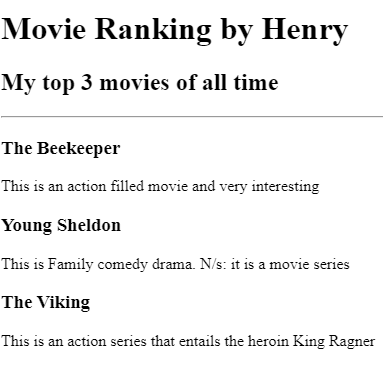 Movie Ranking by Henry
My top 3 movies of all time
The Beekeeper
This is an action filled movie and very interesting
Young Sheldon
This is Family comedy drama. N/s: it is a movie series
The Viking
This is an action series that entails the heroin King Ragner